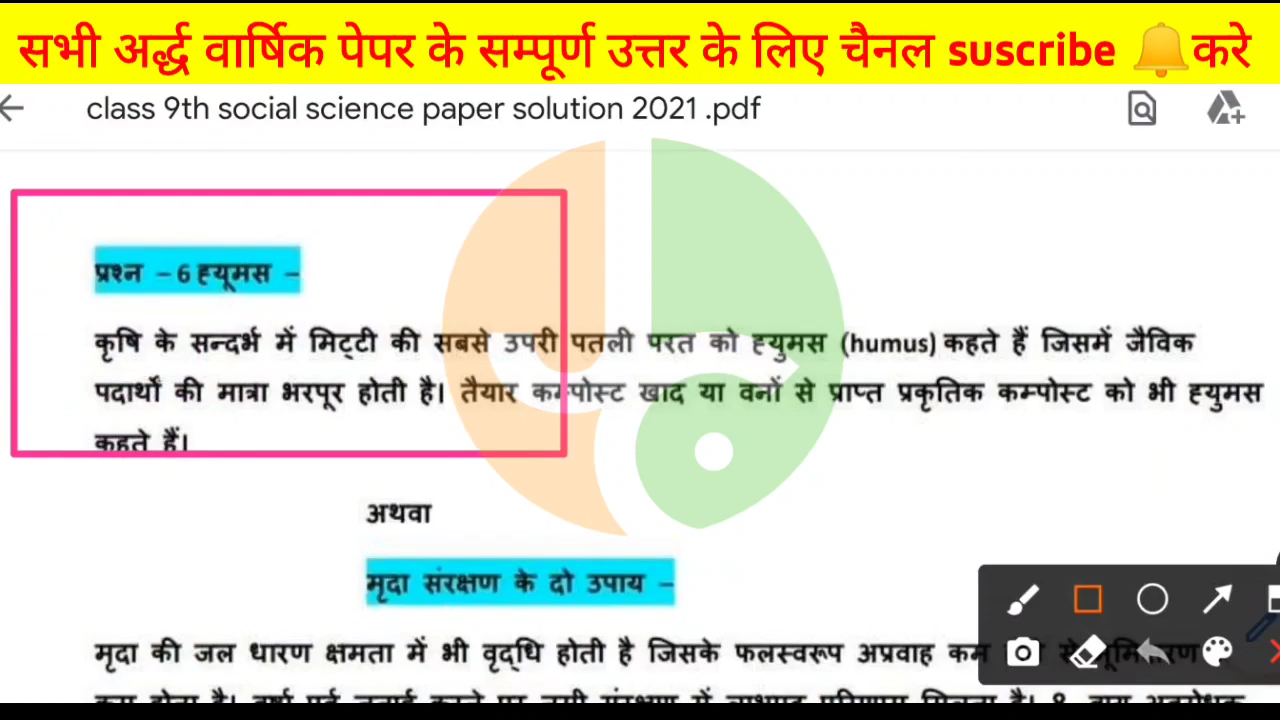 सभी अर्द्ध वार्षिक पेपर के सम्पूर्ण उत्तर के लिए चैनल suscribe 🔔करे
class 9th social science paper solution 2021 .pdf
प्रश्न – 6 ह्यूमस –
कृषि के सन्दर्भ में मिट्टी की सबसे उपरी पतली परत को ह्युमस (humus) कहते हैं जिसमें जैविक
पदार्थों की मात्रा भरपूर होती है। तैयार कम्पोस्ट खाद या वनों से प्राप्त प्रकृतिक कम्पोस्ट को भी ह्युमस
कहते हैं।
अथवा
मृदा संरक्षण के दो उपाय –
मृदा की जल धारण क्षमता में भी वृद्धि होती है जिसके फलस्वरूप अपवाह कम